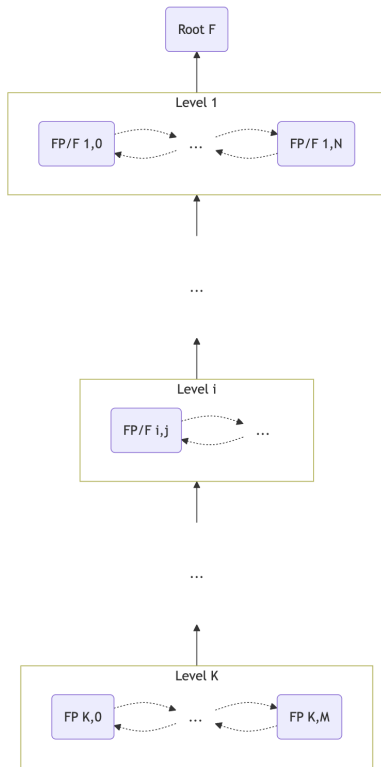 Root F
Level 1
FP/F 1,0 ... FP/F 1,N
...
Level i
FP/F i,j ...
...
Level K
FP K,0 ... FP K,M